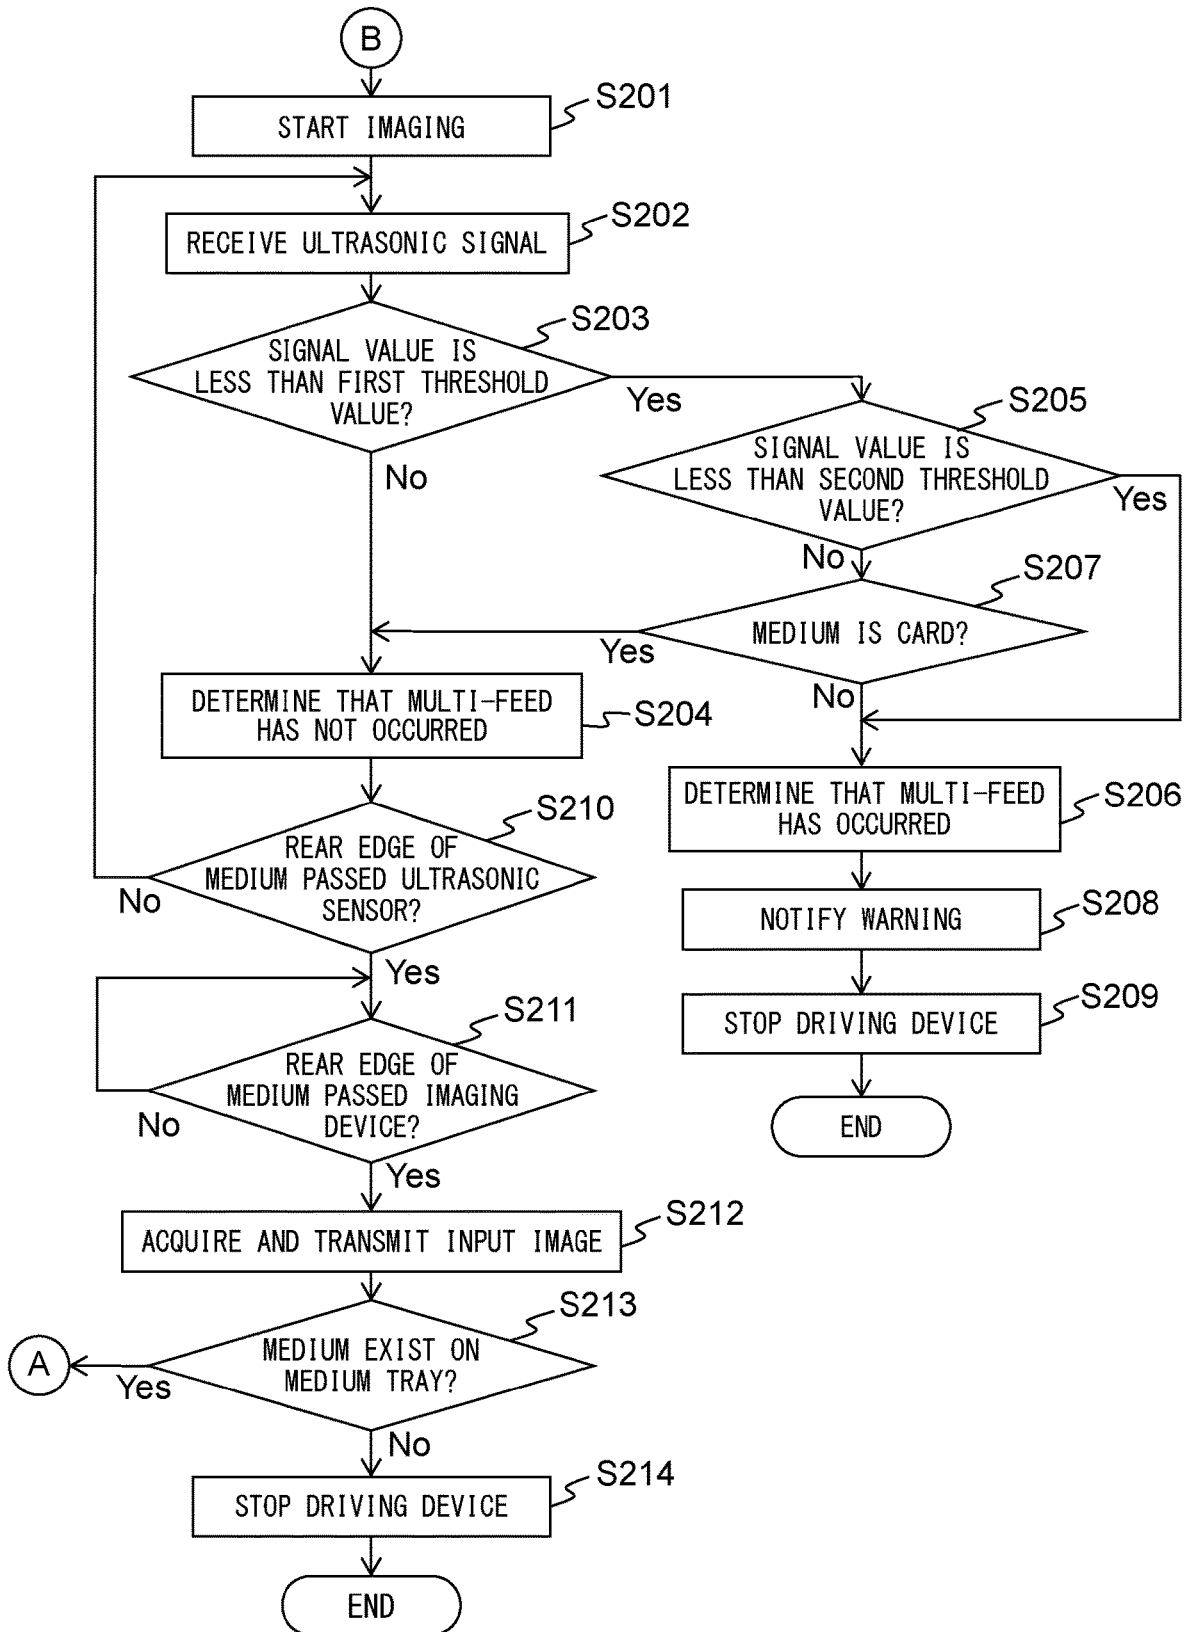 B
START IMAGING
S201
RECEIVE ULTRASONIC SIGNAL
S202
SIGNAL VALUE IS
LESS THAN FIRST THRESHOLD
VALUE?
S203
Yes
No
SIGNAL VALUE IS
LESS THAN SECOND THRESHOLD
VALUE?
S205
Yes
No
MEDIUM IS CARD?
S207
Yes
No
DETERMINE THAT MULTI-FEED
HAS NOT OCCURRED
S204
DETERMINE THAT MULTI-FEED
HAS OCCURRED
S206
REAR EDGE OF
MEDIUM PASSED ULTRASONIC
SENSOR?
S210
No
Yes
NOTIFY WARNING
S208
STOP DRIVING DEVICE
S209
END
REAR EDGE OF
MEDIUM PASSED IMAGING
DEVICE?
S211
No
Yes
ACQUIRE AND TRANSMIT INPUT IMAGE
S212
MEDIUM EXIST ON
MEDIUM TRAY?
S213
A
Yes
No
STOP DRIVING DEVICE
S214
END